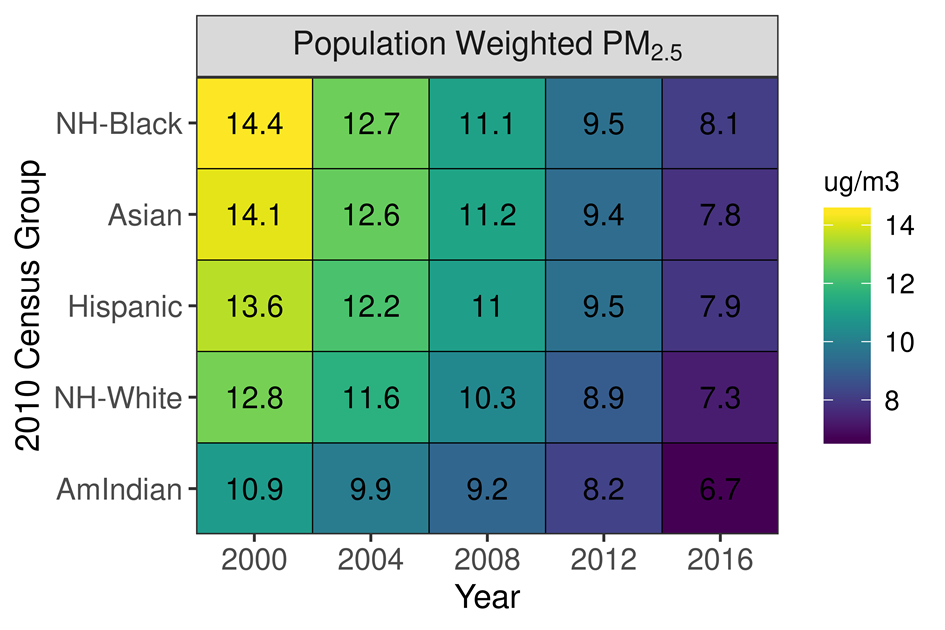 Population Weighted PM2.5
2010 Census Group
NH-Black 14.4 12.7 11.1 9.5 8.1
Asian 14.1 12.6 11.2 9.4 7.8
Hispanic 13.6 12.2 11 9.5 7.9
NH-White 12.8 11.6 10.3 8.9 7.3
AmIndian 10.9 9.9 9.2 8.2 6.7
2000 2004 2008 2012 2016
Year
ug/m3
14
12
10
8